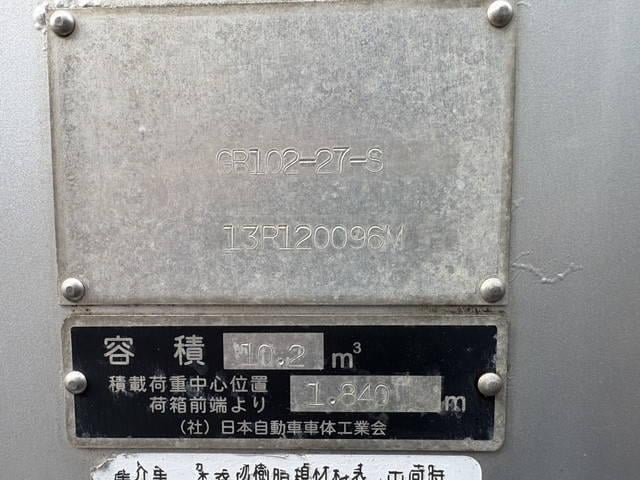 GB102-27-S
13R120096M
容積 10.2 m³
積載荷重中心位置
荷箱前端より 1.840 m
（社）日本自動車車体工業会